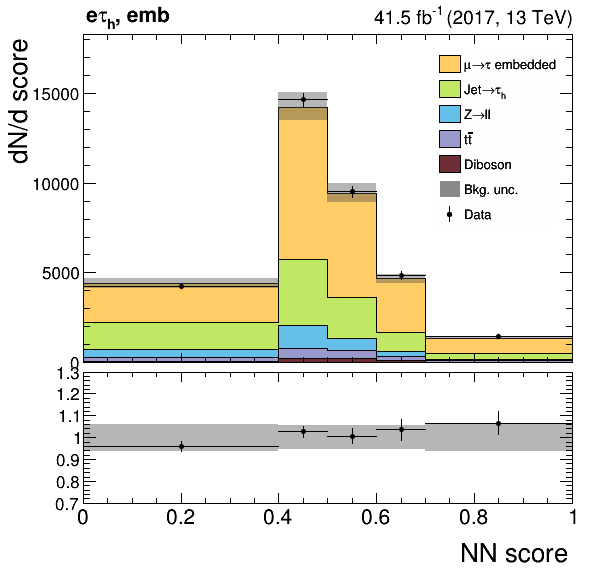 eτh, emb
41.5 fb⁻¹ (2017, 13 TeV)
dN/d score
15000
10000
5000
0
μ→τ embedded
Jet→τh
Z→ll
tt̄
Diboson
Bkg. unc.
Data
1.3
1.2
1.1
1
0.9
0.8
0.7
0 0.2 0.4 0.6 0.8 1
NN score